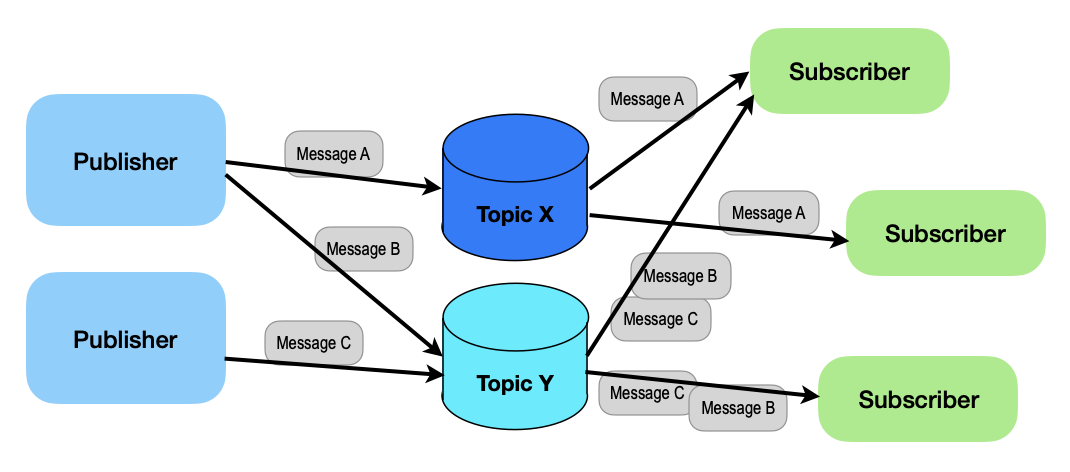 Subscriber
Message A
Publisher
Message A
Topic X
Message A
Subscriber
Message B
Message B
Message C
Publisher
Message C
Topic Y
Message C
Message B
Subscriber